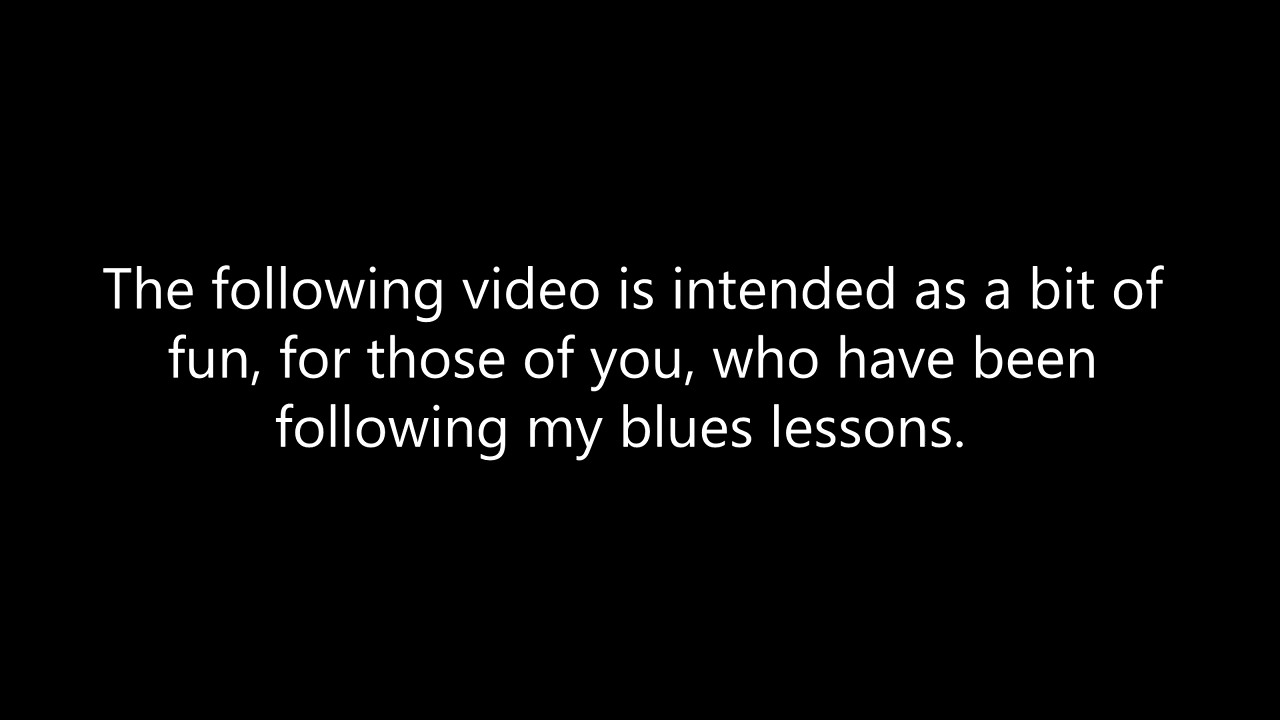 The following video is intended as a bit of
fun, for those of you, who have been
following my blues lessons.